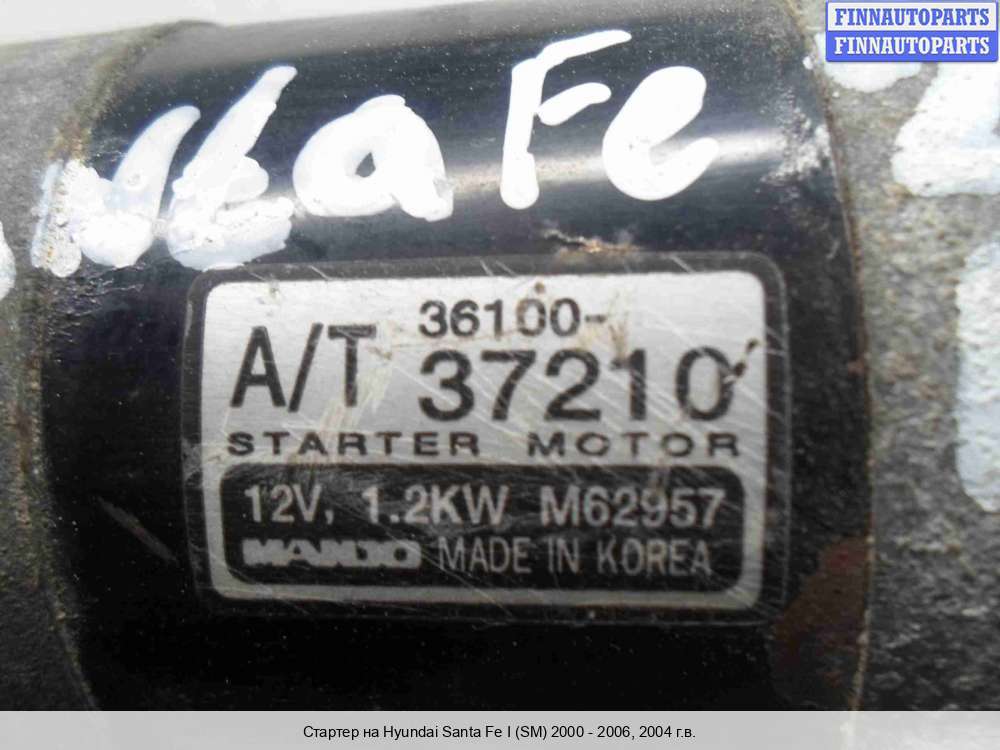 FINNAUTOPARTS
FINNAUTOPARTS
Fe
36100-
A/T 37210
STARTER MOTOR
12V, 1.2KW M62957
MANDO MADE IN KOREA
Стартер на Hyundai Santa Fe I (SM) 2000 - 2006, 2004 г.в.